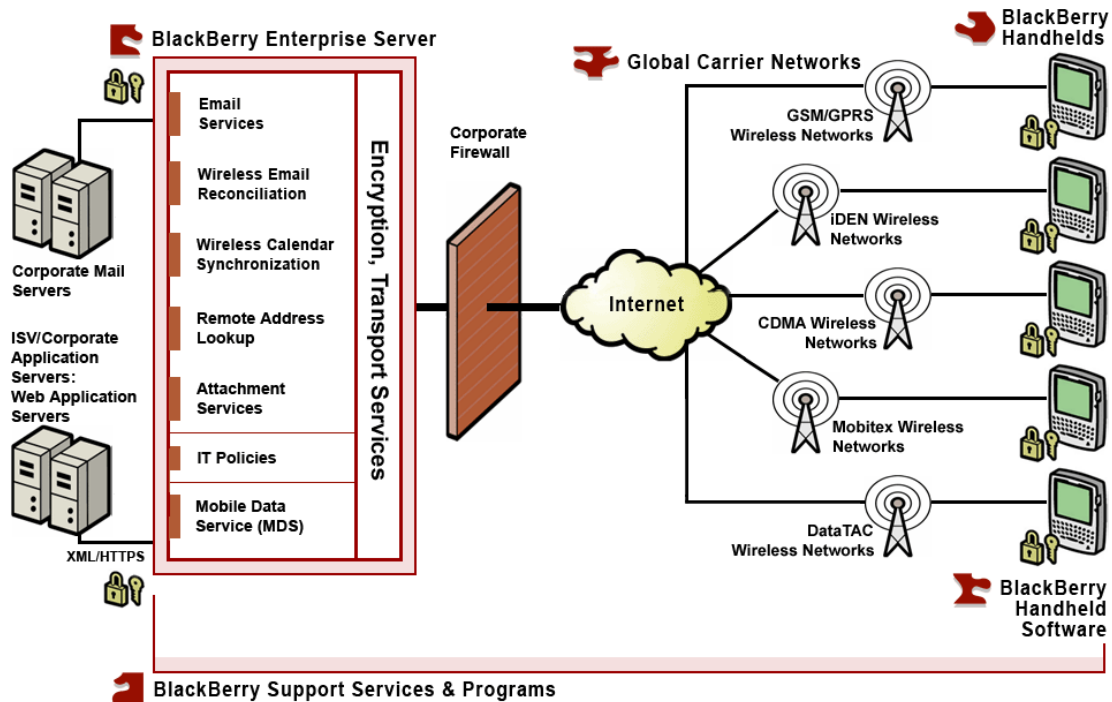 BlackBerry Enterprise Server
Email
Services
Wireless Email
Reconciliation
Wireless Calendar
Synchronization
Remote Address
Lookup
Attachment
Services
IT Policies
Mobile Data
Service (MDS)
Encryption, Transport Services
Corporate Mail
Servers
ISV/Corporate
Application
Servers:
Web Application
Servers
XML/HTTPS
Corporate
Firewall
Internet
Global Carrier Networks
GSM/GPRS
Wireless Networks
iDEN Wireless
Networks
CDMA Wireless
Networks
Mobitex Wireless
Networks
DataTAC
Wireless Networks
BlackBerry
Handhelds
BlackBerry
Handheld
Software
BlackBerry Support Services & Programs